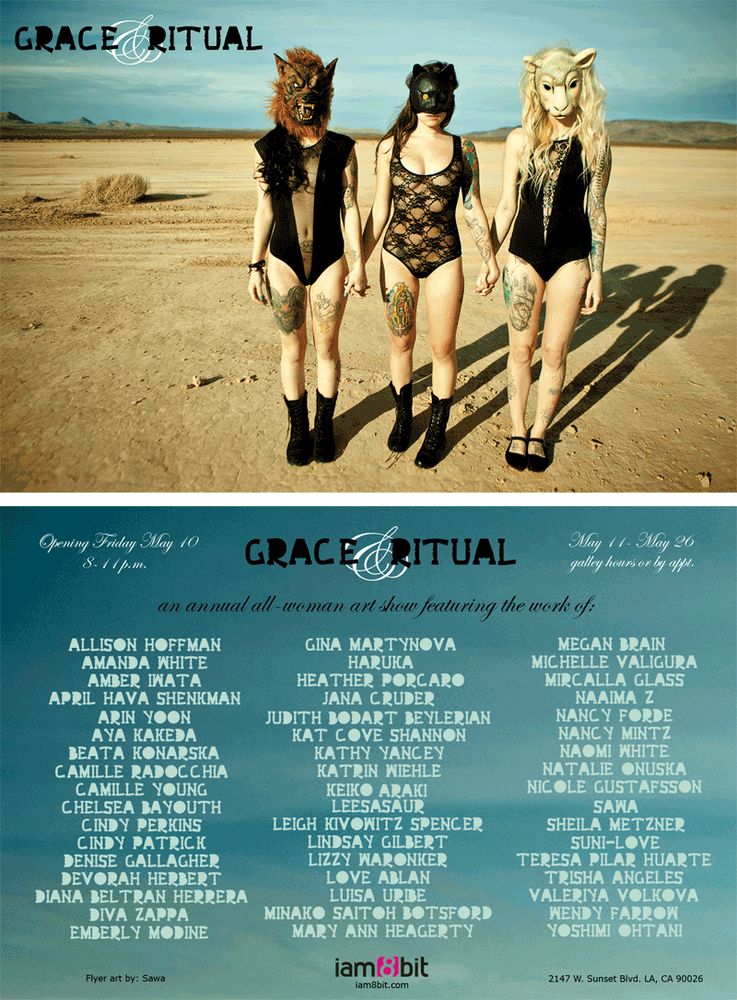 GRACE & RITUAL
Opening Friday May 10
8-11p.m.
GRACE & RITUAL
May 11- May 26
galley hours or by appt.
an annual all-woman art show featuring the work of:
ALLISON HOFFMAN
AMANDA WHITE
AMBER IWATA
APRIL HAVA SHENKMAN
ARIN YOON
AYA KAKEDA
BEATA KONARSKA
CAMILLE RADOCCHIA
CAMILLE YOUNG
CHELSEA BAYOUTH
CINDY PERKINS
CINDY PATRICK
DENISE GALLAGHER
DEVORAH HERBERT
DIANA BELTRAN HERRERA
DIVA ZAPPA
EMBERLY MODINE
GINA MARTYNOVA
HARUKA
HEATHER PORCARO
JANA CRUDER
JUDITH BODART BEYLERIAN
KAT COVE SHANNON
KATHY YANCEY
KATRIN WIEHLE
KEIKO ARAKI
LEESASAUR
LEIGH KIVOWITZ SPENCER
LINDSAY GILBERT
LIZZY WARONKER
LOVE ABLAN
LUISA URIBE
MINAKO SAITOH BOTSFORD
MARY ANN HEAGERTY
MEGAN BRAIN
MICHELLE VALIGURA
MIRCALLA GLASS
NAAIMA Z
NANCY FORDE
NANCY MINTZ
NAOMI WHITE
NATALIE ONUSKA
NICOLE GUSTAFSSON
SAWA
SHEILA METZNER
SUNI-LOVE
TERESA PILAR HUARTE
TRISHA ANGELES
VALERIYA VOLKOVA
WENDY FARROW
YOSHIMI OHTANI
Flyer art by: Sawa
iam8bit
iam8bit.com
2147 W. Sunset Blvd. LA, CA 90026